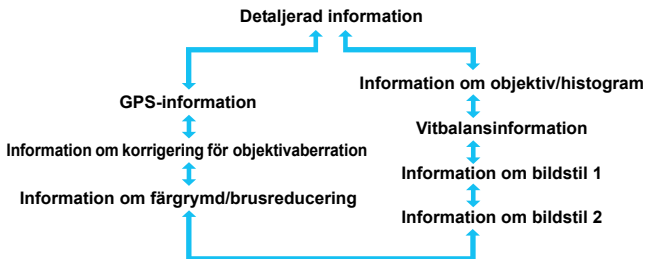 Detaljerad information
Information om objektiv/histogram
GPS-information
Vitbalansinformation
Information om korrigering för objektivaberration
Information om bildstil 1
Information om färgrymd/brusreducering
Information om bildstil 2